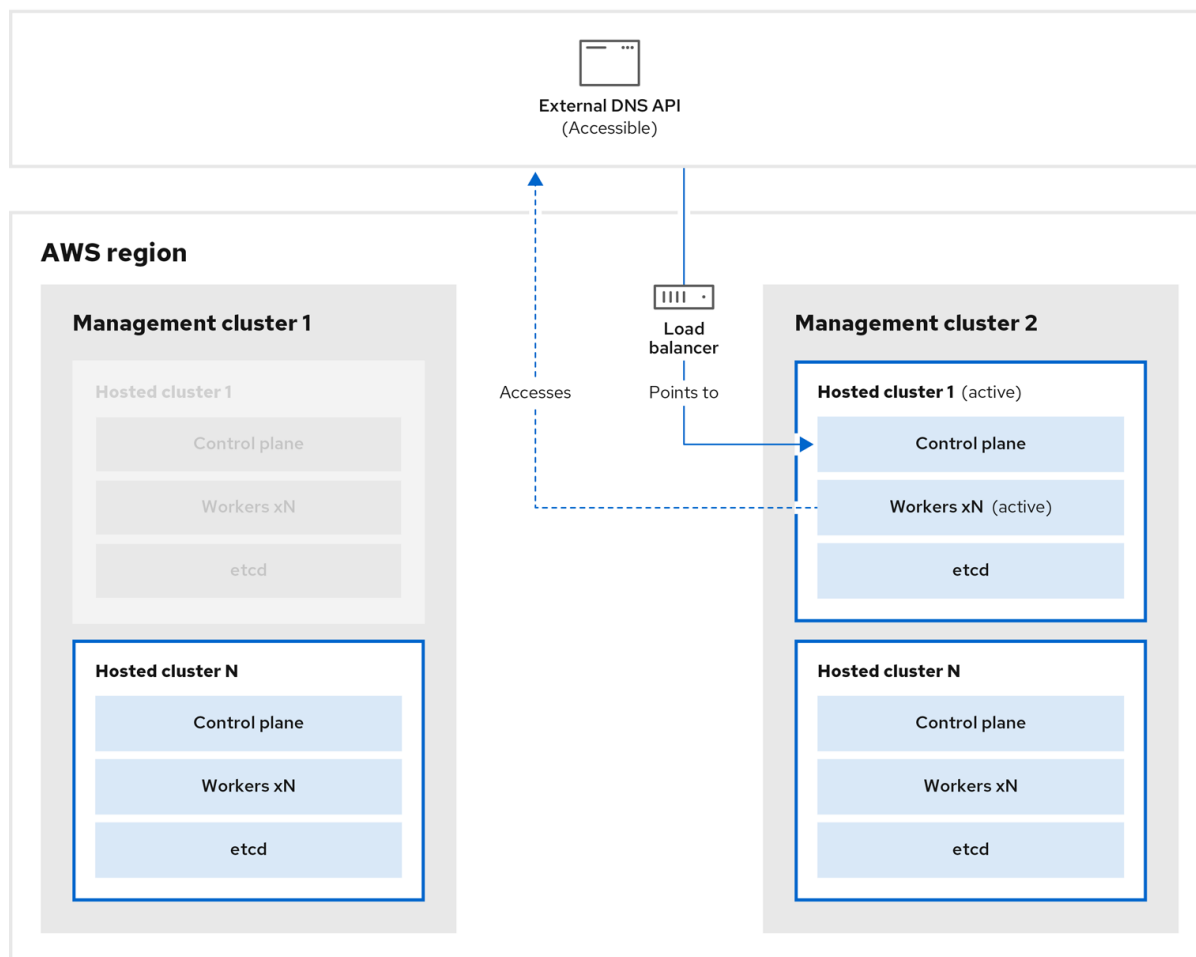 External DNS API
(Accessible)
AWS region
Management cluster 1
Hosted cluster 1
Control plane
Workers xN
etcd
Hosted cluster N
Control plane
Workers xN
etcd
Accesses
Load
balancer
Points to
Management cluster 2
Hosted cluster 1 (active)
Control plane
Workers xN (active)
etcd
Hosted cluster N
Control plane
Workers xN
etcd